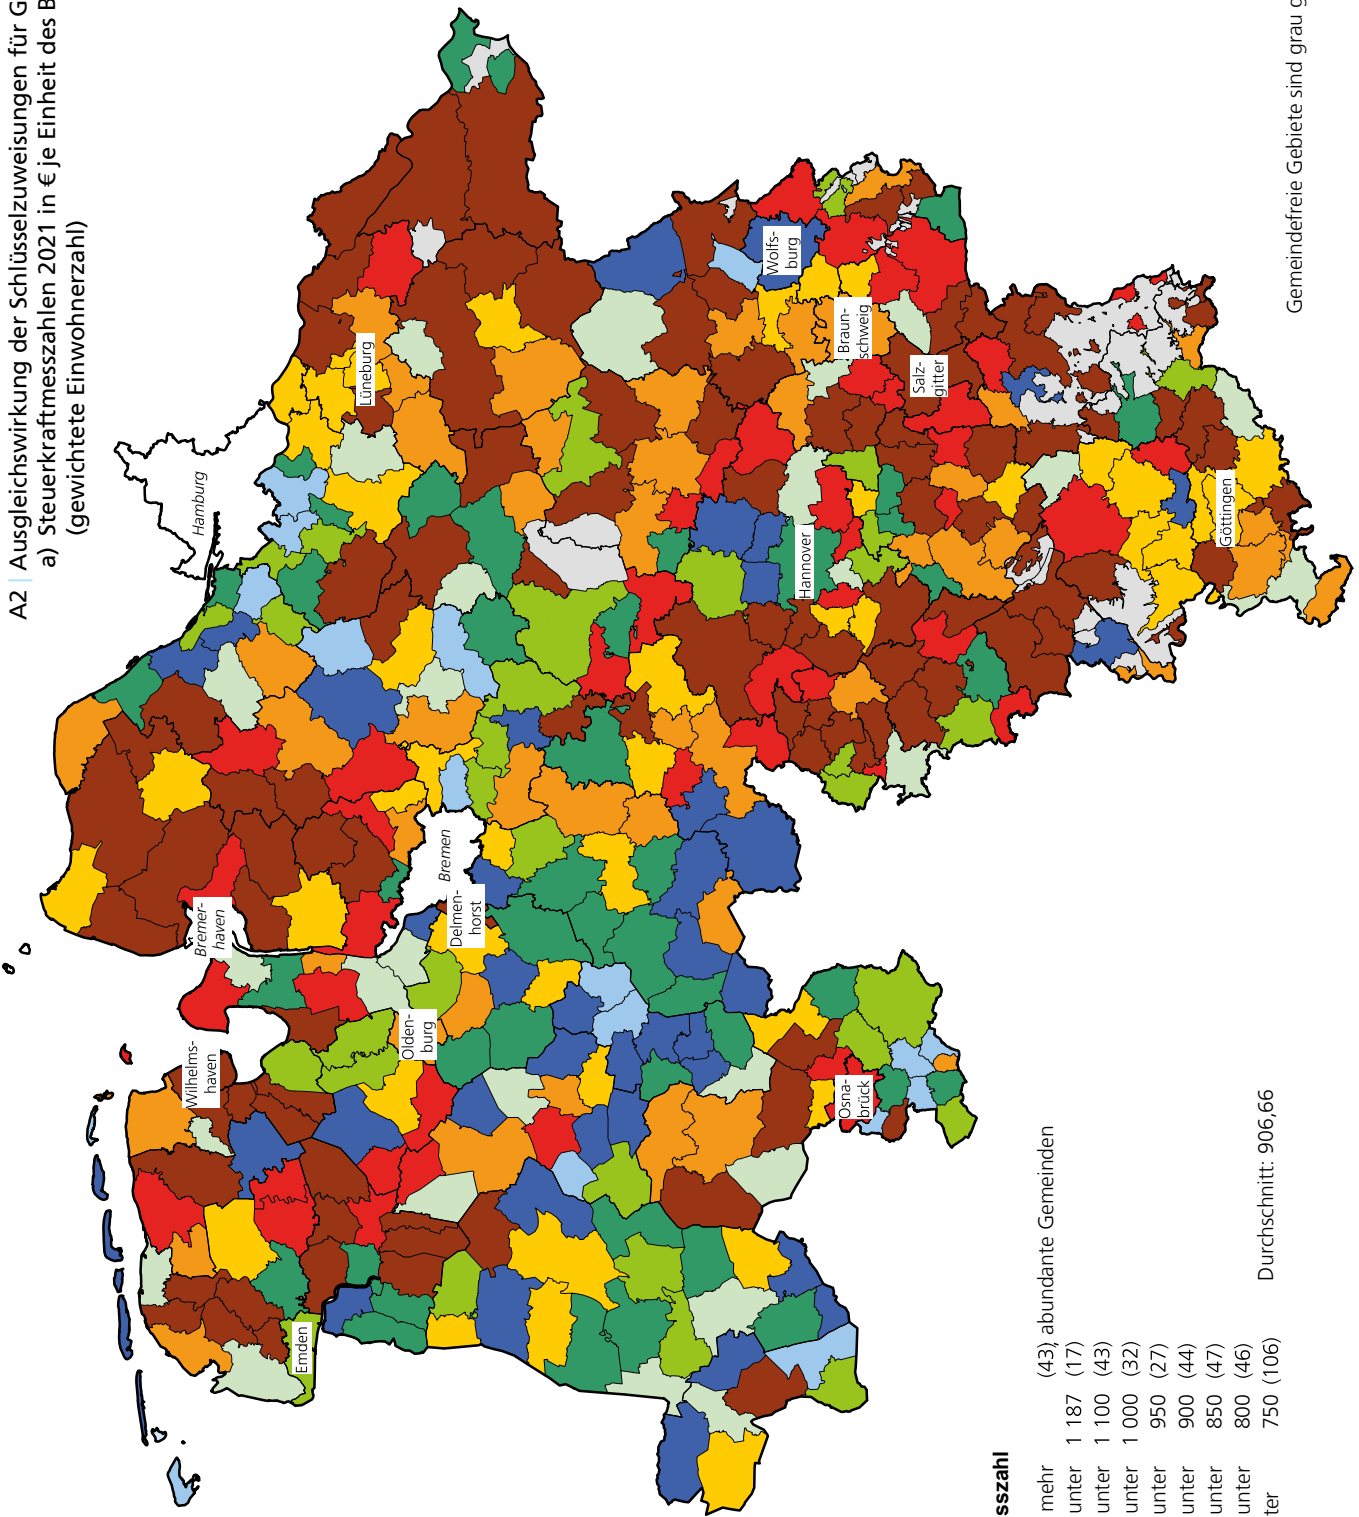 A2 | Ausgleichswirkung der Schlüsselzuweisungen für G
a) Steuerkraftmesszahlen 2021 in € je Einheit des B
(gewichtete Einwohnerzahl)
Hamburg
Lüneburg
Wolfs-
burg
Braun-
schweig
Salz-
gitter
Hannover
Göttingen
Bremer-
haven
Bremen
Delmen-
horst
Olden-
burg
Wilhelms-
haven
Osna-
brück
Emden
sszahl
mehr (43) abundante Gemeinden
unter 1 187 (17)
unter 1 100 (43)
unter 1 000 (32)
unter 950 (27)
unter 900 (44)
unter 850 (47)
unter 800 (46)
ter 750 (106)
Durchschnitt: 906,66
Gemeindefreie Gebiete sind grau g